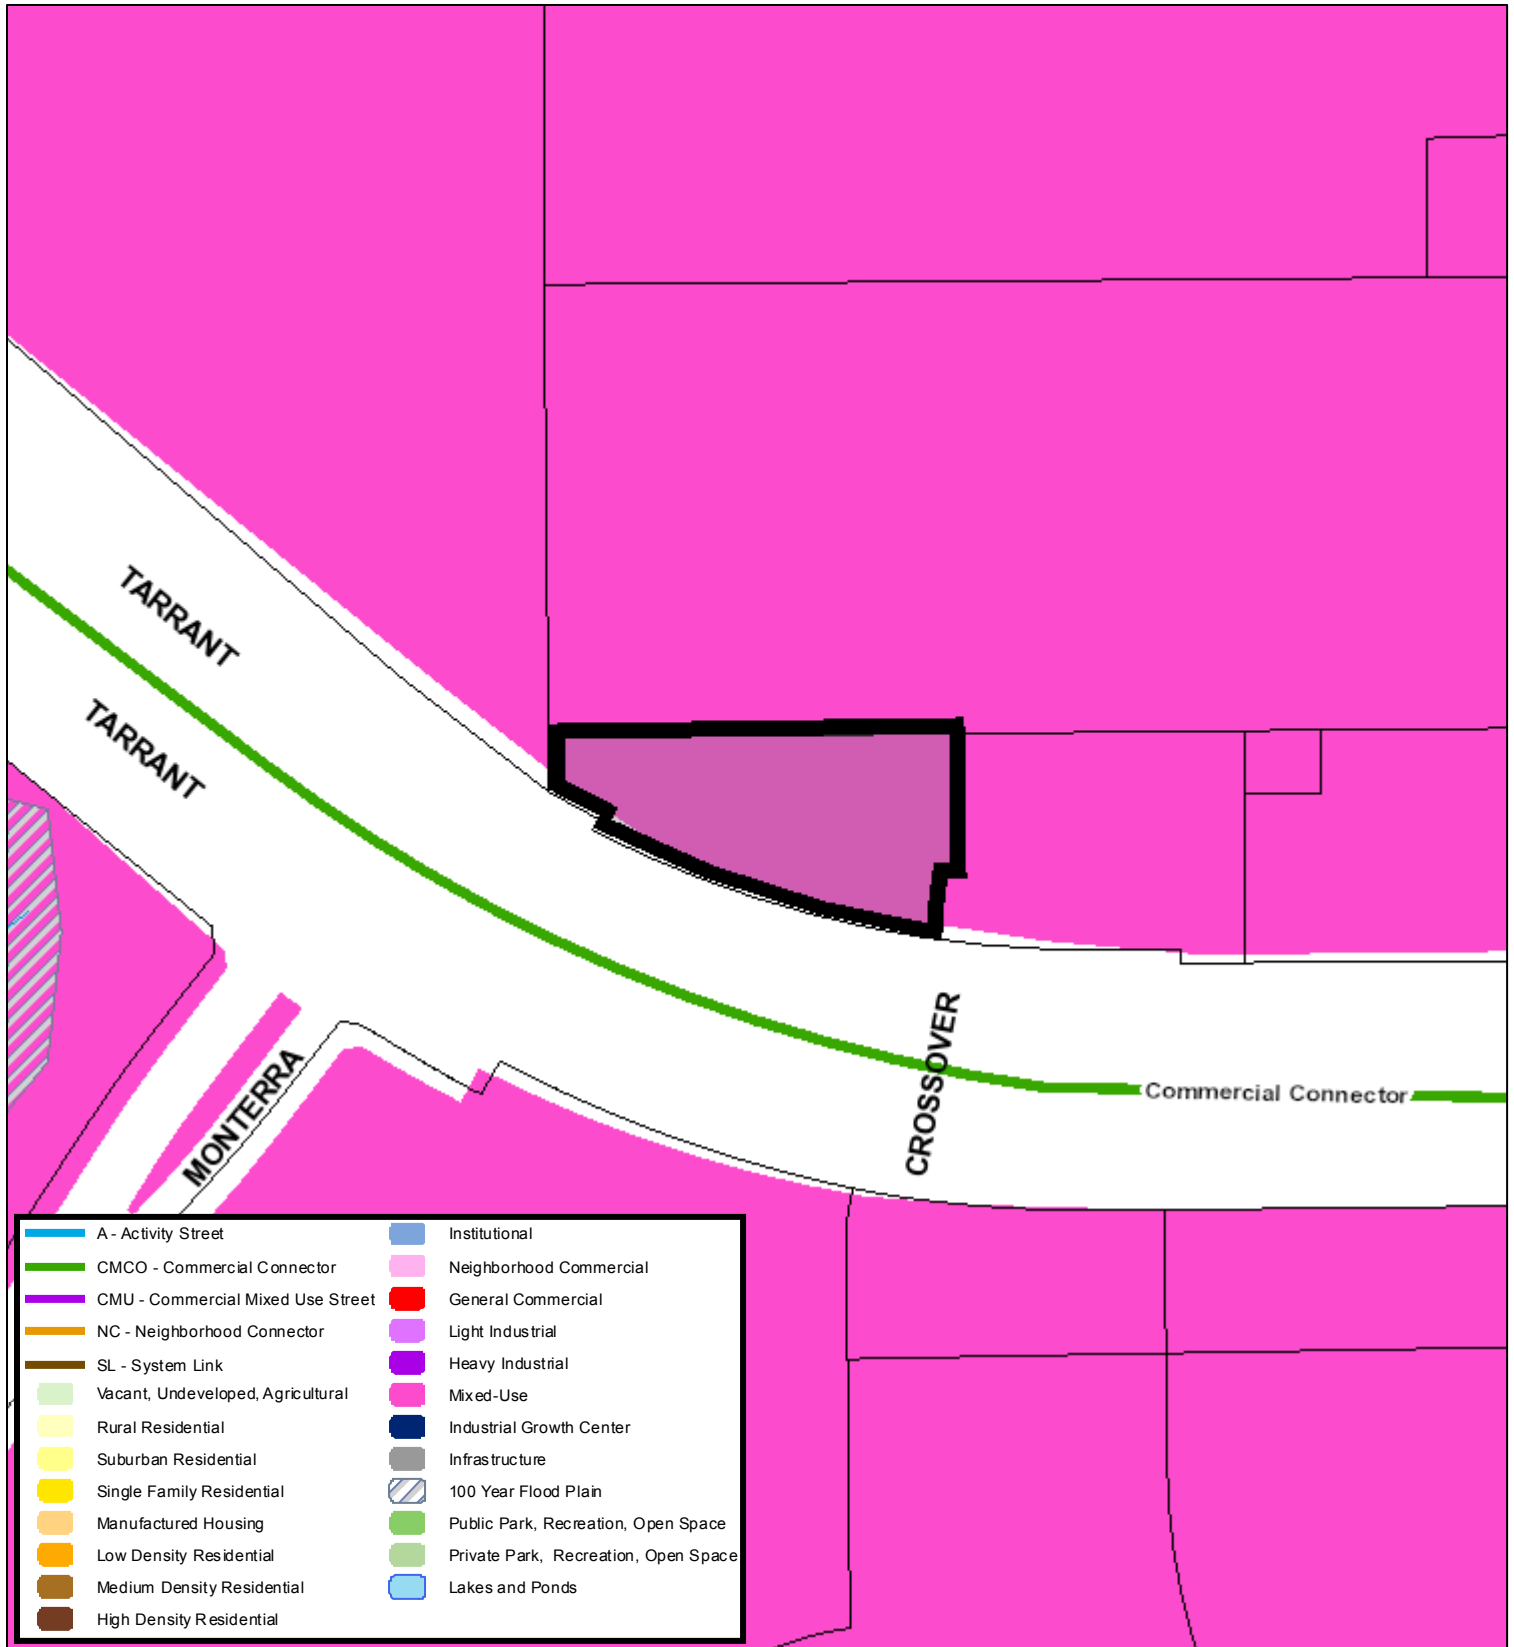 TARRANT
TARRANT
MONTERRA
CROSSOVER
Commercial Connector
A - Activity Street
CMCO - Commercial Connector
CMU - Commercial Mixed Use Street
NC - Neighborhood Connector
SL - System Link
Vacant, Undeveloped, Agricultural
Rural Residential
Suburban Residential
Single Family Residential
Manufactured Housing
Low Density Residential
Medium Density Residential
High Density Residential
Institutional
Neighborhood Commercial
General Commercial
Light Industrial
Heavy Industrial
Mixed-Use
Industrial Growth Center
Infrastructure
100 Year Flood Plain
Public Park, Recreation, Open Space
Private Park, Recreation, Open Space
Lakes and Ponds